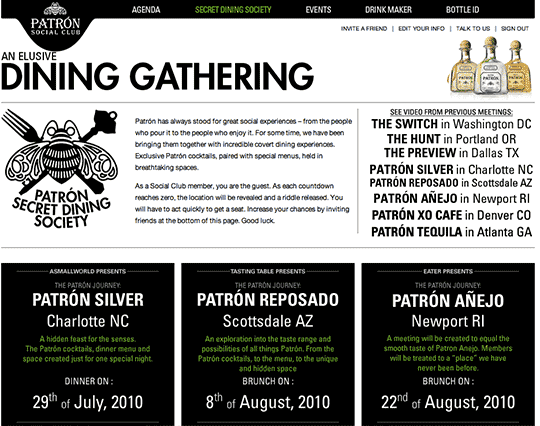 PATRÓN
SOCIAL CLUB
AGENDA
SECRET DINING SOCIETY
EVENTS
DRINK MAKER
BOTTLE ID
INVITE A FRIEND | EDIT YOUR INFO | TALK TO US | SIGN OUT
AN ELUSIVE
DINING GATHERING
PATRÓN
SECRET DINING
SOCIETY
Patrón has always stood for great social experiences – from the people
who pour it to the people who enjoy it. For some time, we have been
bringing them together with incredible covert dining experiences.
Exclusive Patrón cocktails, paired with special menus, held in
breathtaking spaces.
As a Social Club member, you are the guest. As each countdown
reaches zero, the location will be revealed and a riddle released. You
will have to act quickly to get a seat. Increase your chances by inviting
friends at the bottom of this page. Good luck.
SEE VIDEO FROM PREVIOUS MEETINGS:
THE SWITCH in Washington DC
THE HUNT in Portland OR
THE PREVIEW in Dallas TX
PATRÓN SILVER in Charlotte NC
PATRÓN REPOSADO in Scottsdale AZ
PATRÓN AÑEJO in Newport RI
PATRÓN XO CAFE in Denver CO
PATRÓN TEQUILA in Atlanta GA
ASMALLWORLD PRESENTS
THE PATRÓN JOURNEY:
PATRÓN SILVER
Charlotte NC
A hidden feast for the senses.
The Patrón cocktails, dinner menu and
space created just for one special night.
DINNER ON :
29th of July, 2010
TASTING TABLE PRESENTS
THE PATRÓN JOURNEY:
PATRÓN REPOSADO
Scottsdale AZ
An exploration into the taste range and
possibilities of all things Patrón. From the
Patrón cocktails, to the menu, to the unique
and hidden space
BRUNCH ON :
8th of August, 2010
EATER PRESENTS
THE PATRÓN JOURNEY:
PATRÓN AÑEJO
Newport RI
A meeting will be created to equal the
smooth taste of Patron Anejo. Members
will be treated to a "place" we have
never been before.
BRUNCH ON :
22nd of August, 2010